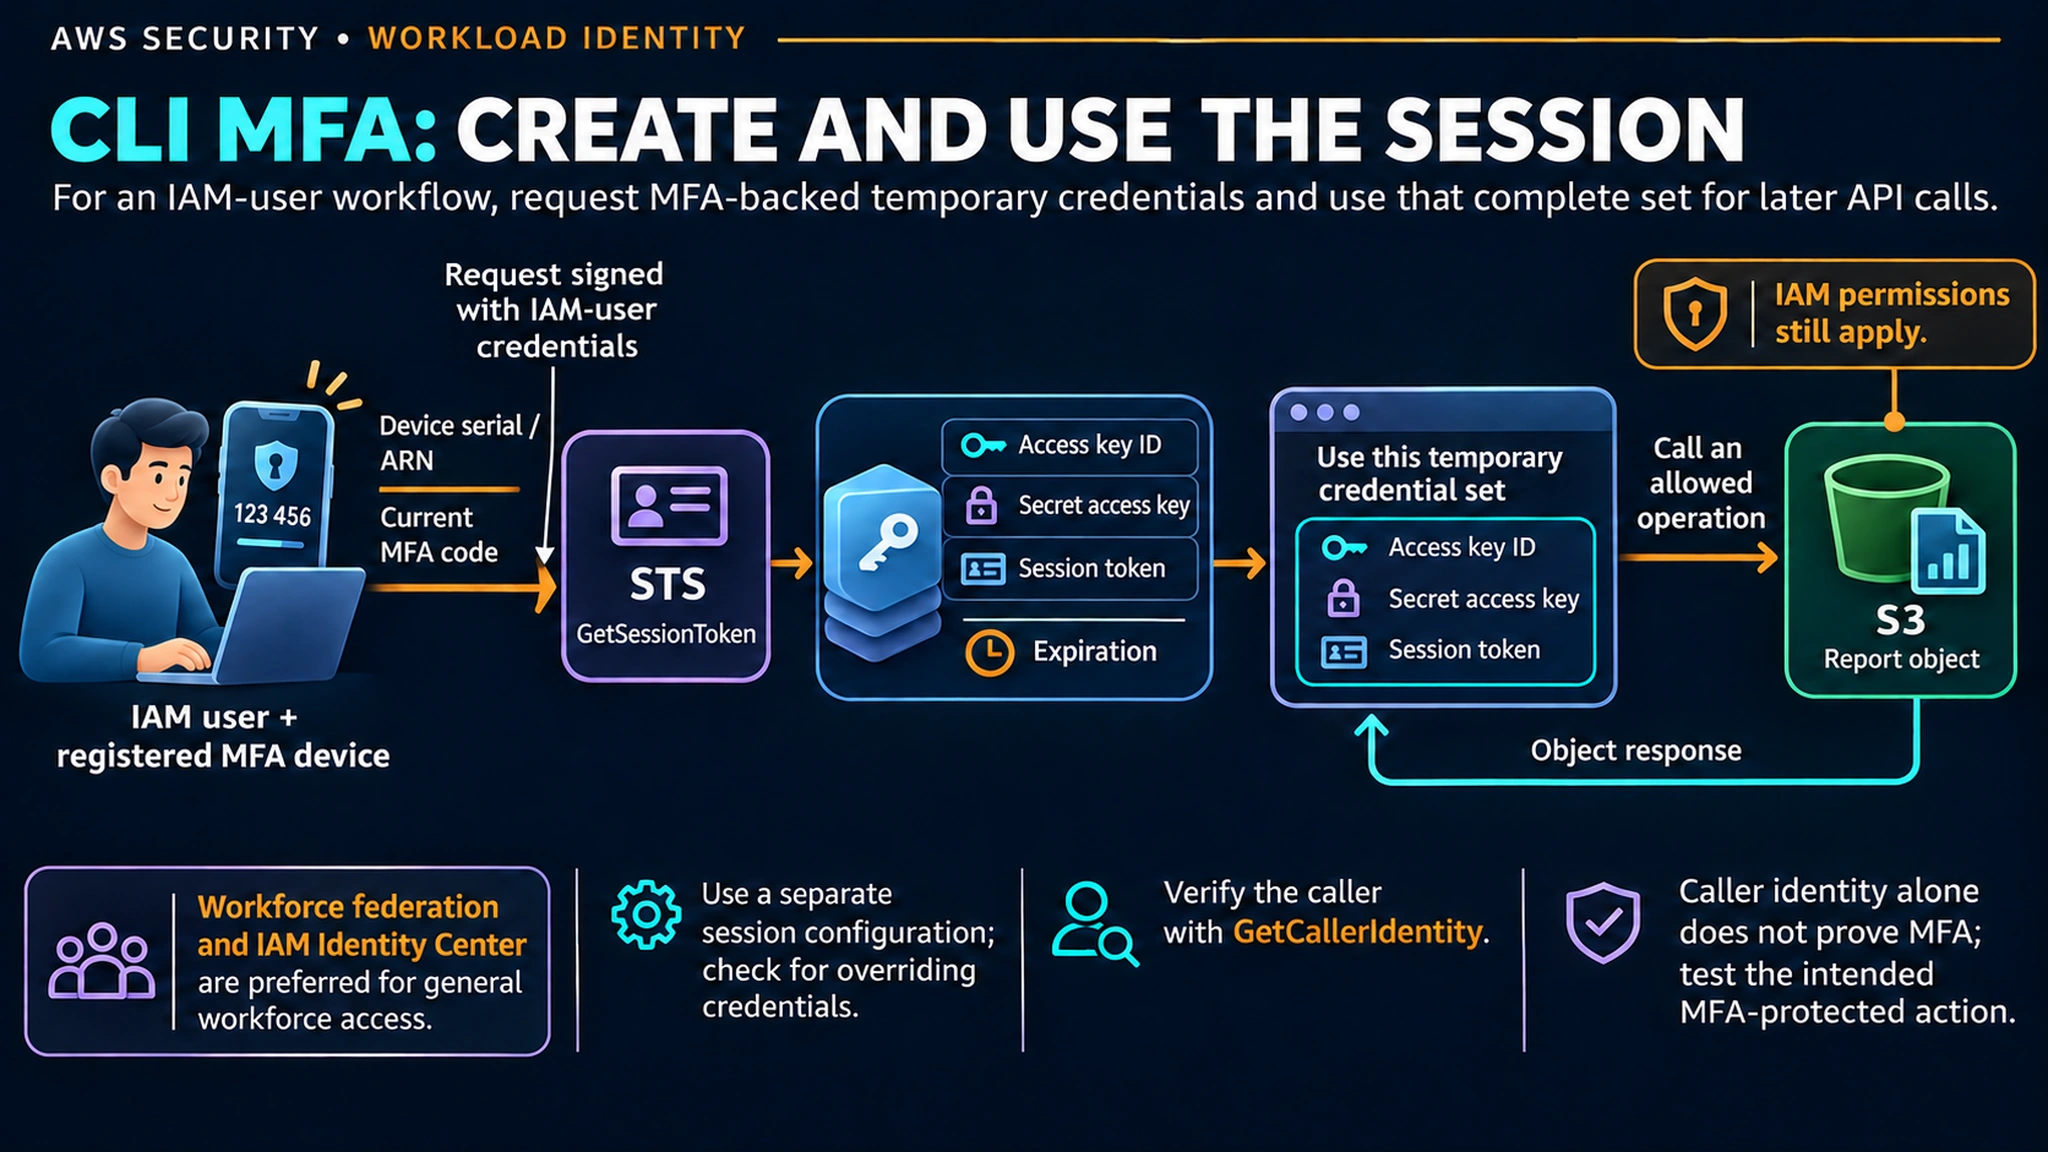 AWS SECURITY • WORKLOAD IDENTITY
CLI MFA: CREATE AND USE THE SESSION
For an IAM-user workflow, request MFA-backed temporary credentials and use that complete set for later API calls.
Request signed
with IAM-user
credentials
123 456
IAM user +
registered MFA device
Device serial /
ARN
Current
MFA code
STS
GetSessionToken
Access key ID
Secret access key
Session token
Expiration
Use this temporary
credential set
Access key ID
Secret access key
Session token
Call an
allowed
operation
IAM permissions
still apply.
S3
Report object
Object response
Workforce federation
and IAM Identity Center
are preferred for general
workforce access.
Use a separate
session configuration;
check for overriding
credentials.
Verify the caller
with GetCallerIdentity.
Caller identity alone
does not prove MFA;
test the intended
MFA-protected action.